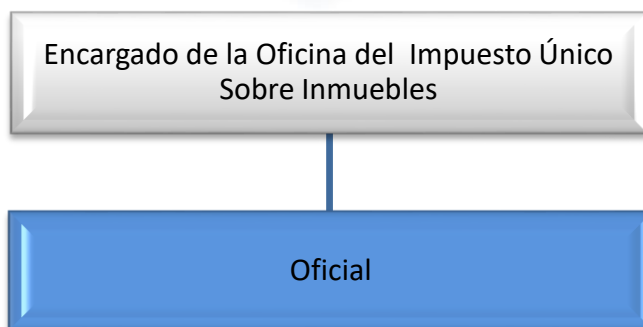 Encargado de la Oficina del  Impuesto Único
Sobre Inmuebles
Oficial